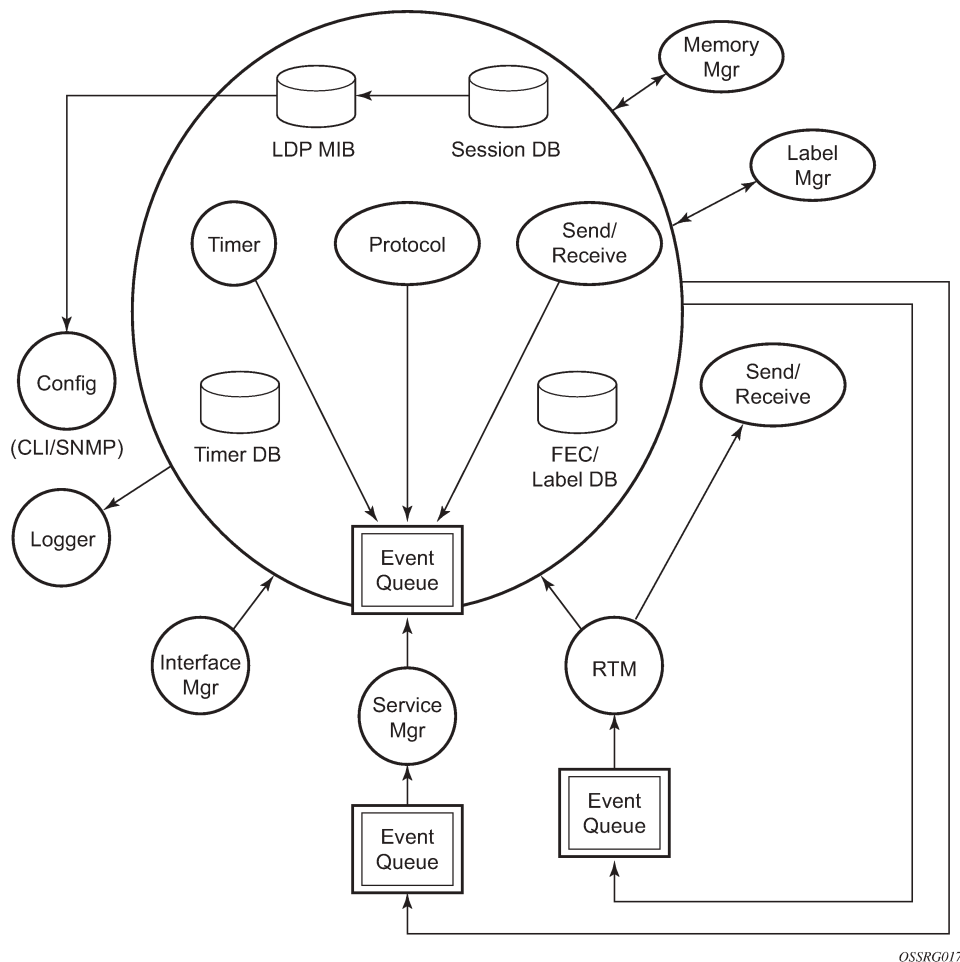 Memory
Mgr
LDP MIB
Session DB
Label
Mgr
Timer
Protocol
Send/
Receive
Config
(CLI/SNMP)
Timer DB
FEC/
Label DB
Send/
Receive
Logger
Event
Queue
Interface
Mgr
Service
Mgr
RTM
Event
Queue
Event
Queue
OSSRG017